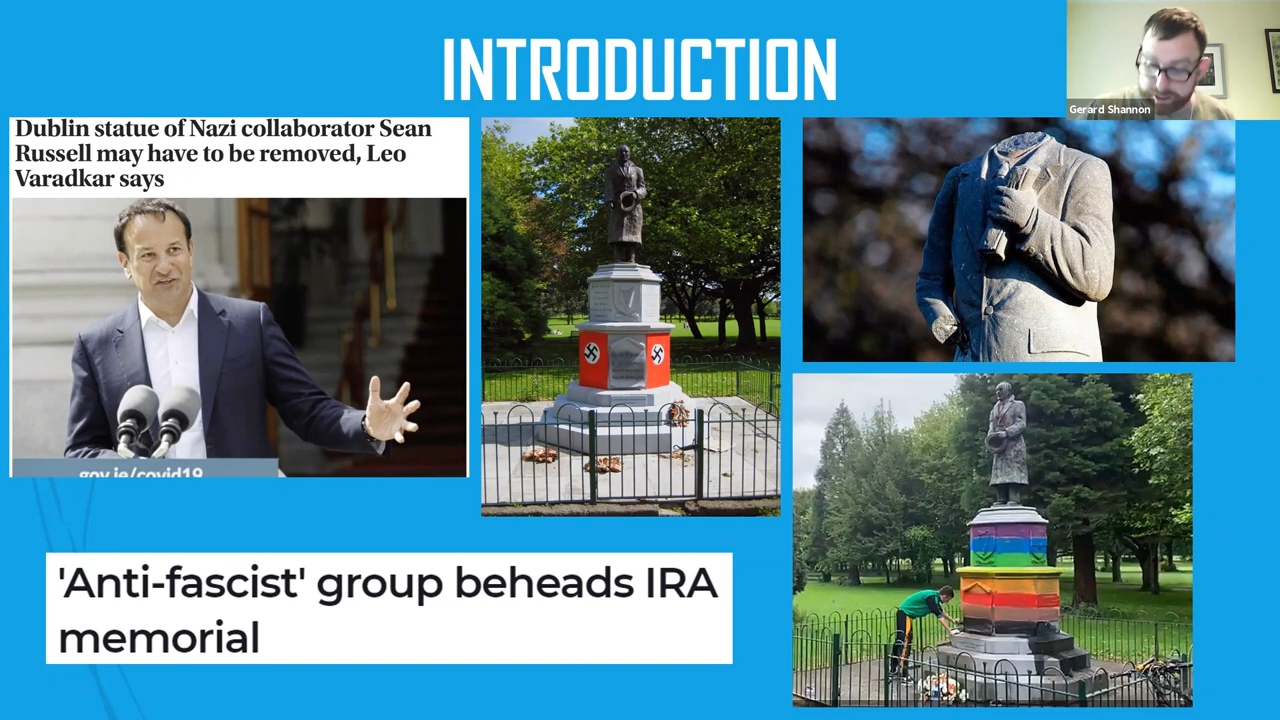 INTRODUCTION
Gerard Shannon
Dublin statue of Nazi collaborator Sean
Russell may have to be removed, Leo
Varadkar says
gov.ie/covid19
'Anti-fascist' group beheads IRA
memorial